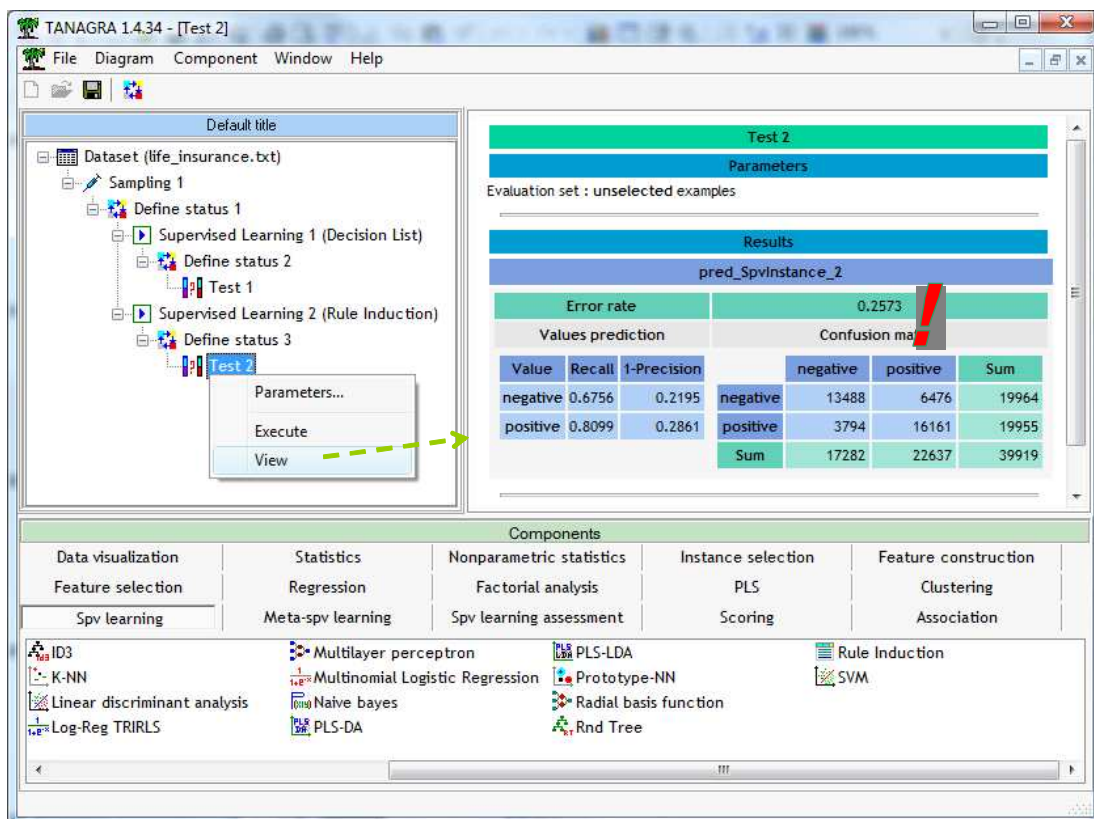 TANAGRA 1.4.34 - [Test 2]
File Diagram Component Window Help
Default title
Dataset (life_insurance.txt)
Sampling 1
Define status 1
Supervised Learning 1 (Decision List)
Define status 2
Test 1
Supervised Learning 2 (Rule Induction)
Define status 3
Test 2
Parameters...
Execute
View
Test 2
Parameters
Evaluation set : unselected examples
Results
pred_SpvInstance_2
Error rate 0.2573
Values prediction Confusion
Value Recall 1-Precision negative positive Sum
negative 0.6756 0.2195 negative 13488 6476 19964
positive 0.8099 0.2861 positive 3794 16161 19955
Sum 17282 22637 39919
Components
Data visualization Statistics Nonparametric statistics Instance selection Feature construction
Feature selection Regression Factorial analysis PLS Clustering
Spv learning Meta-spv learning Spv learning assessment Scoring Association
ID3 Multilayer perceptron PLS-LDA Rule Induction
K-NN Multinomial Logistic Regression Prototype-NN SVM
Linear discriminant analysis Naive bayes Radial basis function
Log-Reg TRIRLS PLS-DA Rnd Tree